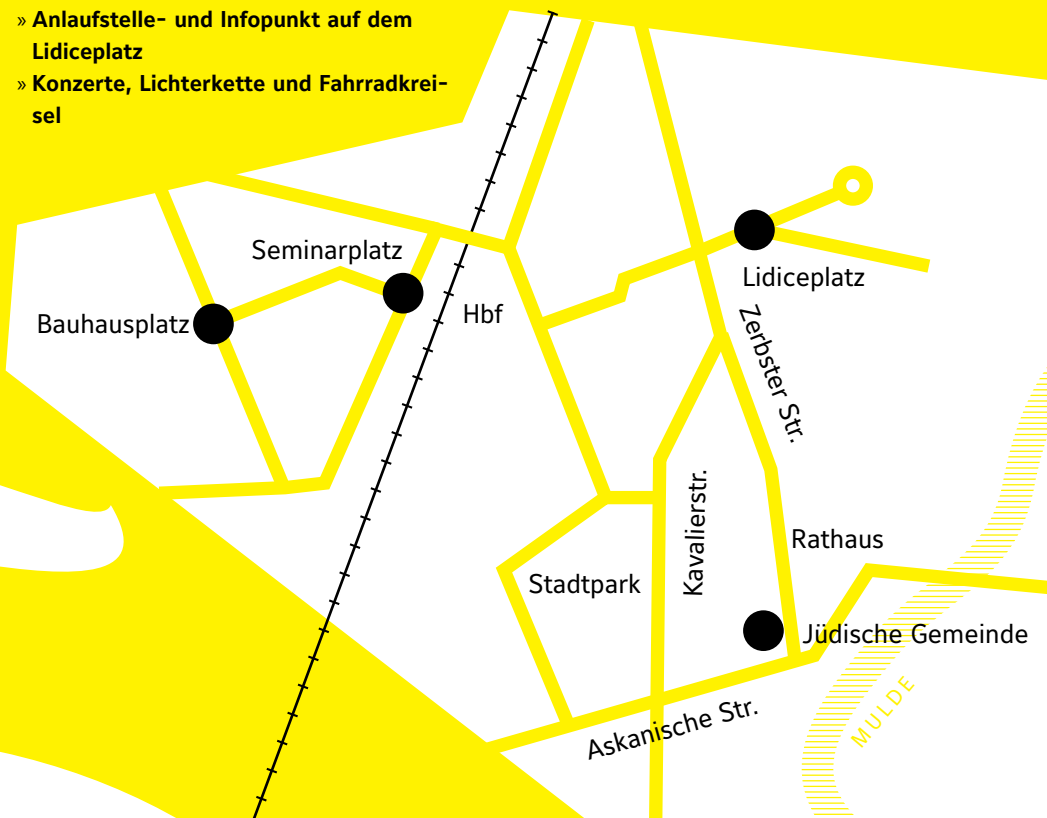 » Anlaufstelle- und Infopunkt auf dem
Lidiceplatz
» Konzerte, Lichterkette und Fahrradkrei-
sel
Seminarplatz
Lidiceplatz
Bauhausplatz
Hbf
Zerbster Str.
Kavalierstr.
Rathaus
Stadtpark
Jüdische Gemeinde
Askanische Str.
MULDE